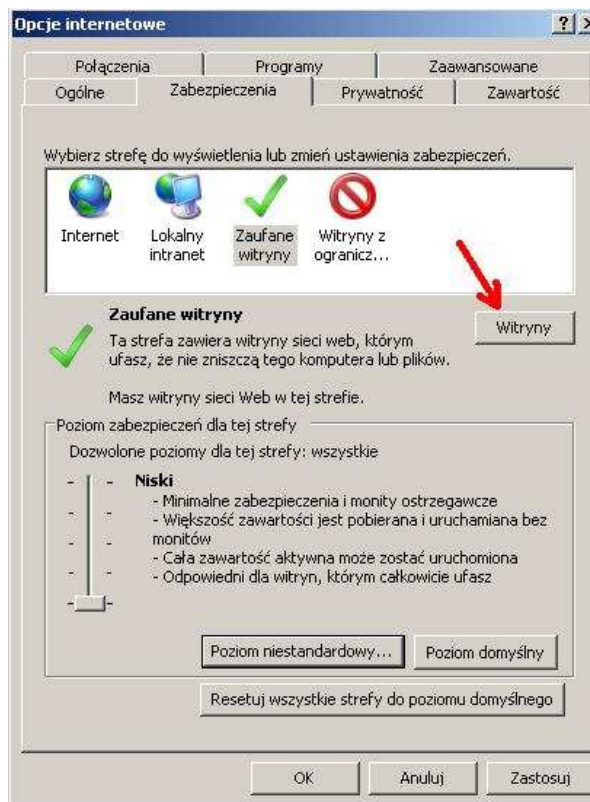 Opcje internetowe
? X
Połączenia Programy Zaawansowane
Ogólne Zabezpieczenia Prywatność Zawartość
Wybierz strefę do wyświetlenia lub zmień ustawienia zabezpieczeń.
Internet Lokalny intranet Zaufane witryny Witryny z ogranicz...
Zaufane witryny
Witryny
Ta strefa zawiera witryny sieci web, którym
ufasz, że nie zniszczą tego komputera lub plików.
Masz witryny sieci Web w tej strefie.
Poziom zabezpieczeń dla tej strefy
Dozwolone poziomy dla tej strefy: wszystkie
Niski
- Minimalne zabezpieczenia i monity ostrzegawcze
- Większość zawartości jest pobierana i uruchamiana bez
monitów
- Cała zawartość aktywna może zostać uruchomiona
- Odpowiedni dla witryn, którym całkowicie ufasz
Poziom niestandardowy... Poziom domyślny
Resetuj wszystkie strefy do poziomu domyślnego
OK Anuluj Zastosuj